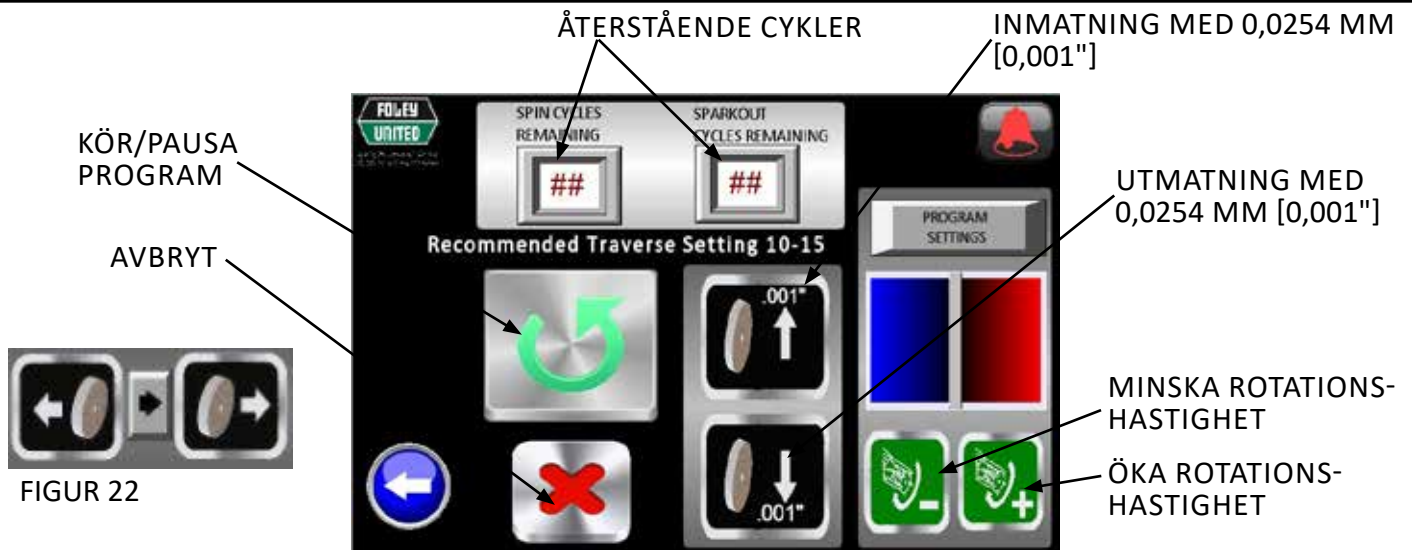 ÅTERSTÅENDE CYKLER
INMATNING MED 0,0254 MM
[0,001"]
KÖR/PAUSA
PROGRAM
AVBRYT
FOLEY
UNITED
SPIN CYCLES
REMAINING
##
SPARKOUT
CYCLES REMAINING
##
UTMATNING MED
0,0254 MM [0,001"]
PROGRAM
SETTINGS
Recommended Traverse Setting 10-15
.001"
.001"
MINSKA ROTATIONS-
HASTIGHET
ÖKA ROTATIONS-
HASTIGHET
FIGUR 22